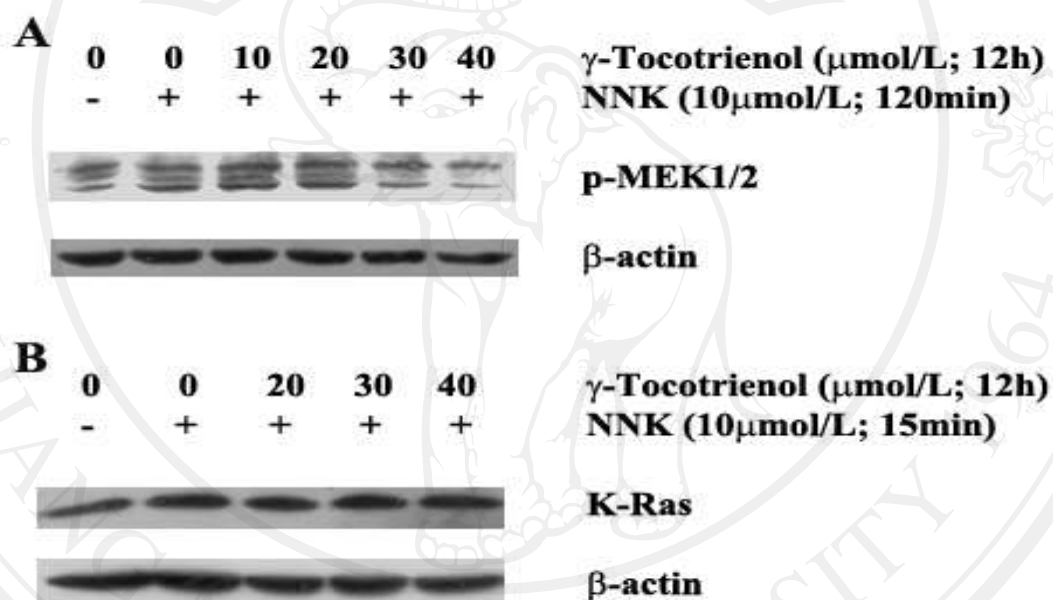 A
0 0 10 20 30 40 γ-Tocotrienol (μmol/L; 12h)
- + + + + + NNK (10μmol/L; 120min)
p-MEK1/2
β-actin
B
0 0 20 30 40 γ-Tocotrienol (μmol/L; 12h)
- + + + + NNK (10μmol/L; 15min)
K-Ras
β-actin